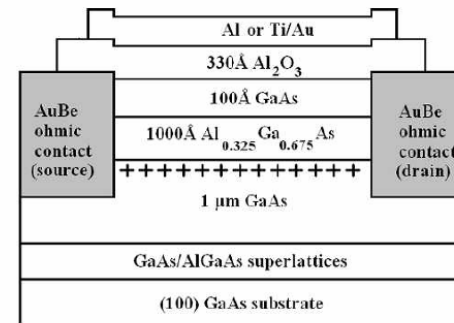 Al or Ti/Au
330Å Al2O3
100Å GaAs
1000Å Al0.325Ga0.675As
AuBe
ohmic
contact
(source)
AuBe
ohmic
contact
(drain)
+++++++++++++
1 µm GaAs
GaAs/AlGaAs superlattices
(100) GaAs substrate